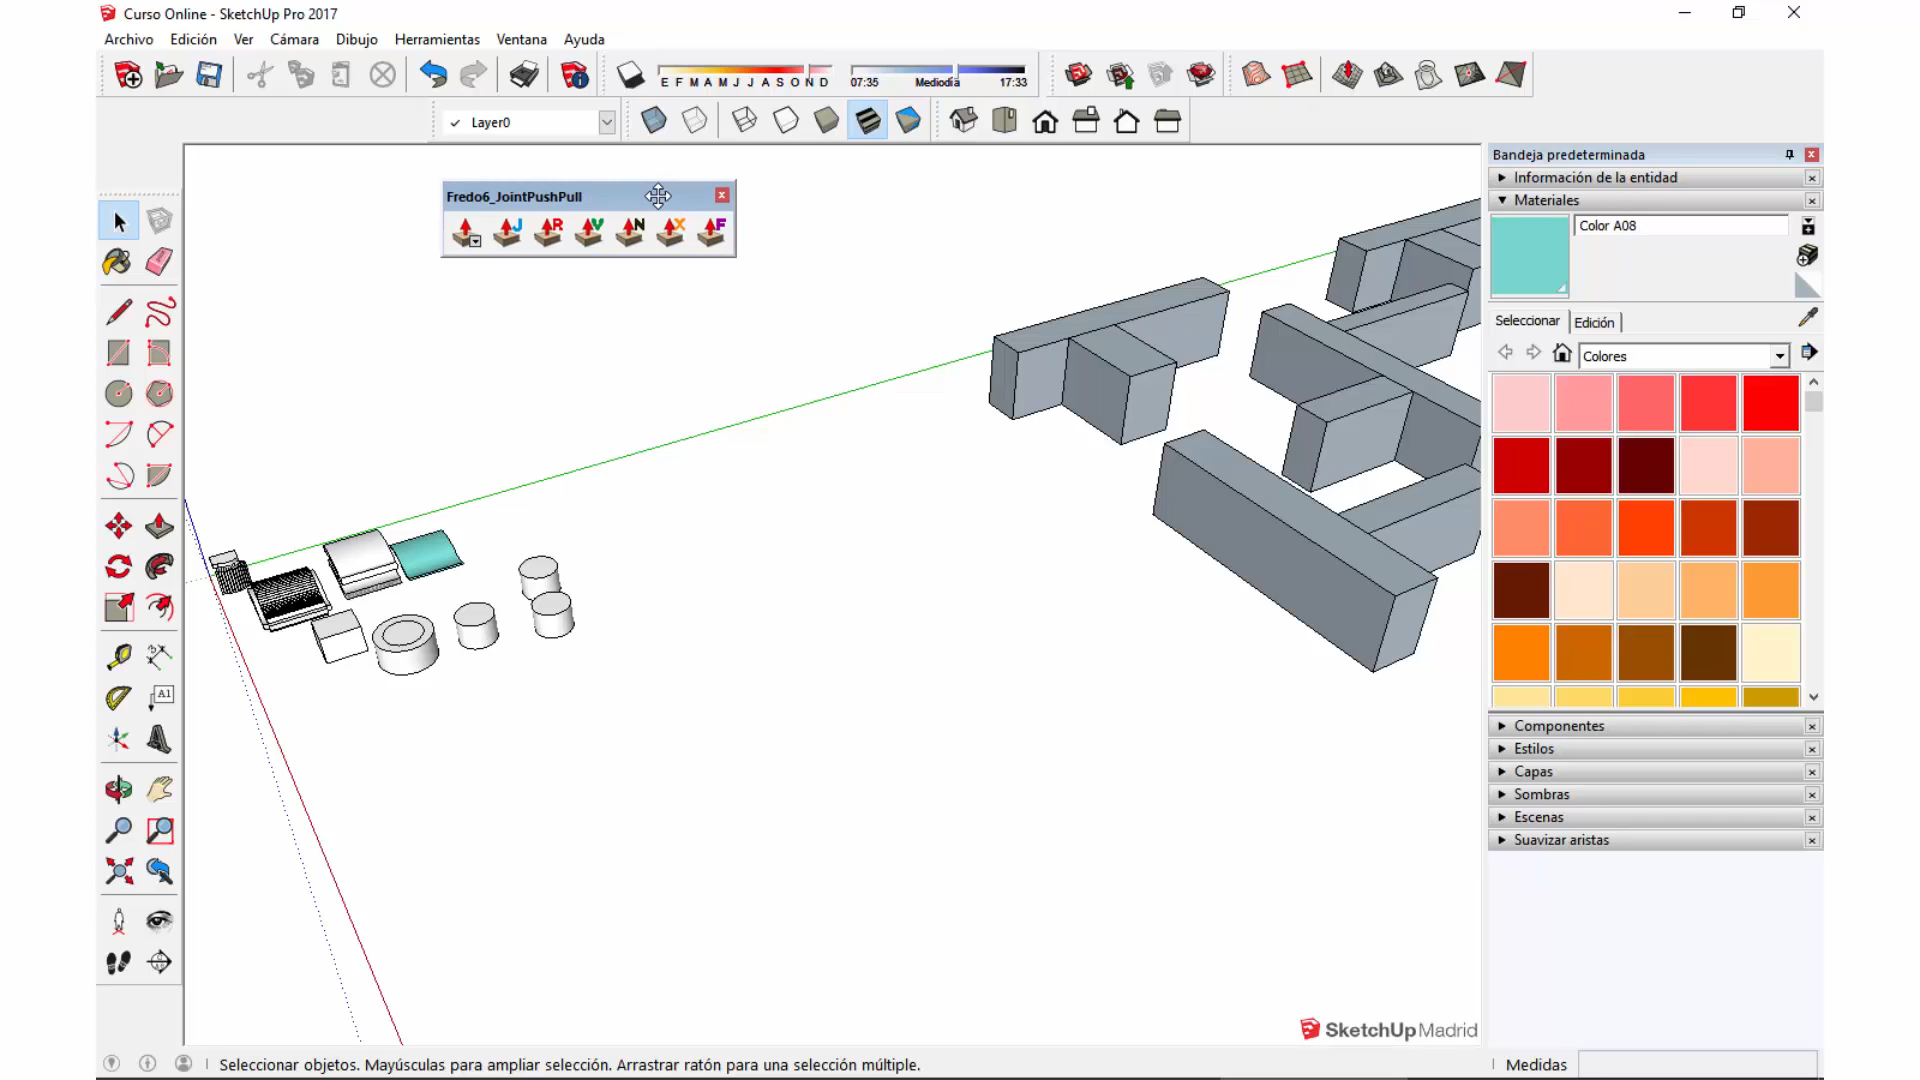 Curso Online - SketchUp Pro 2017
Archivo Edición Ver Cámara Dibujo Herramientas Ventana Ayuda
E F M A M J J A S O N D 07:35 Mediodía 17:33
Layer0
Bandeja predeterminada
Información de la entidad
Materiales
Color A08
Seleccionar Edición
Colores
Fredo6_JointPushPull
J R V N X F
A1
Componentes
Estilos
Capas
Sombras
Escenas
Suavizar aristas
SketchUp Madrid
Seleccionar objetos. Mayúsculas para ampliar selección. Arrastrar ratón para una selección múltiple.
Medidas